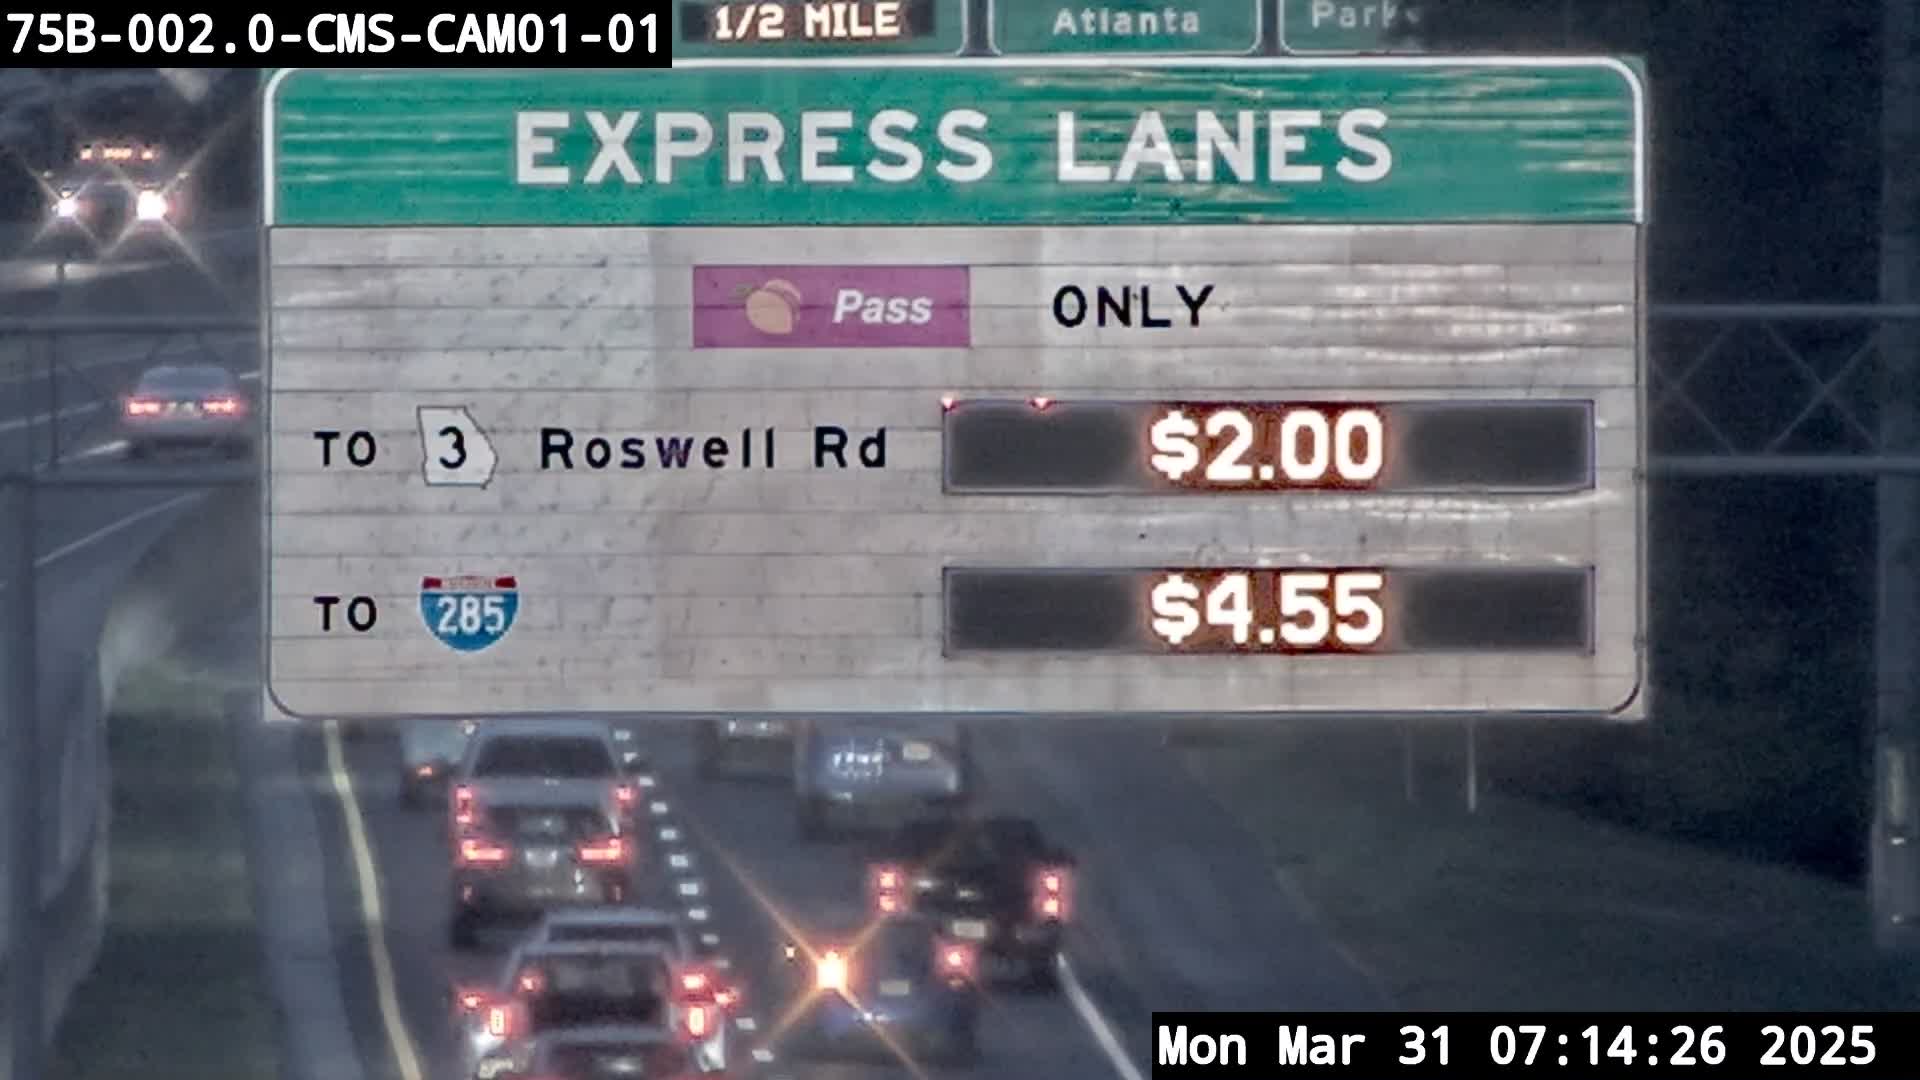 75B-002.0-CMS-CAM01-01
1/2 MILE
Atlanta
EXPRESS LANES
Pass ONLY
TO 3 Roswell Rd $2.00
TO 285 $4.55
Mon Mar 31 07:14:26 2025